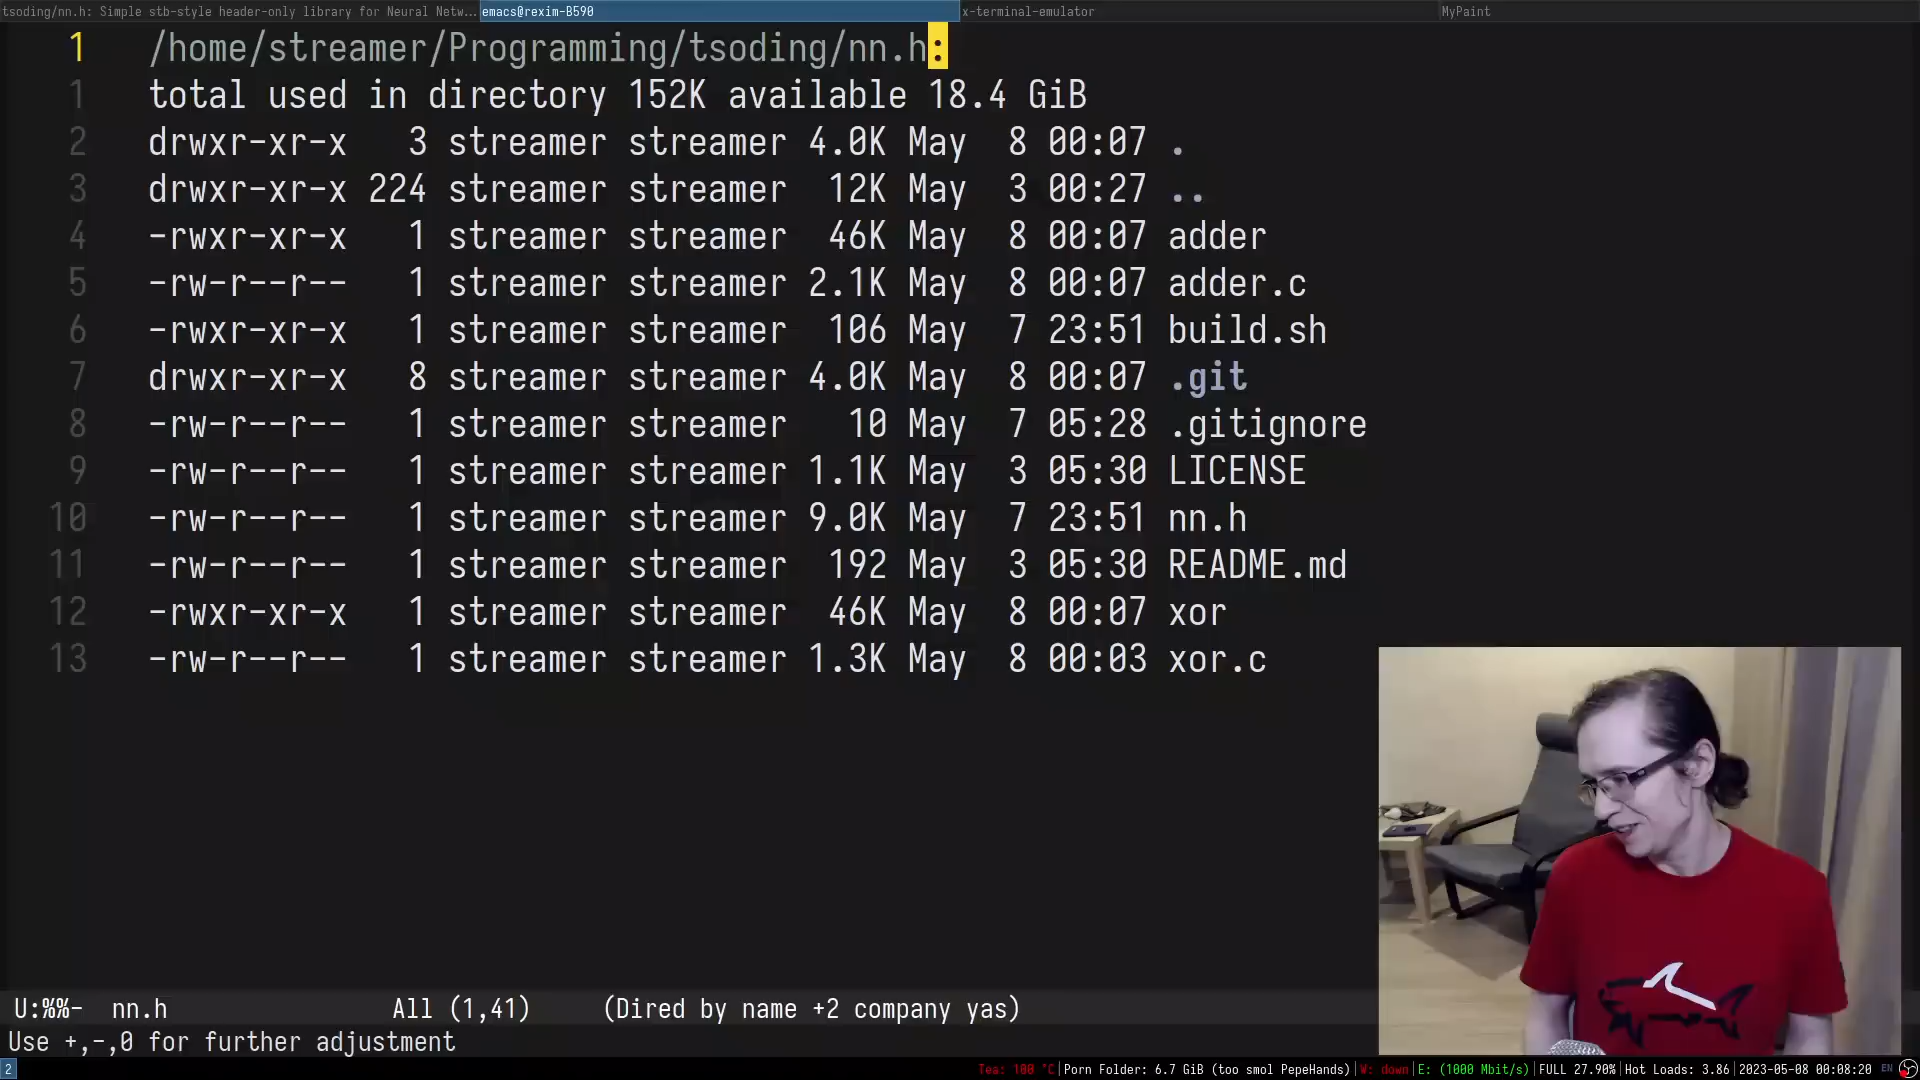 tsoding/nn.h: Simple stb-style header-only library for Neural Netw... emacs@rexim-B590 x-terminal-emulator MyPaint
1 /home/streamer/Programming/tsoding/nn.h:
1 total used in directory 152K available 18.4 GiB
2 drwxr-xr-x 3 streamer streamer 4.0K May 8 00:07 .
3 drwxr-xr-x 224 streamer streamer 12K May 3 00:27 ..
4 -rwxr-xr-x 1 streamer streamer 46K May 8 00:07 adder
5 -rw-r--r-- 1 streamer streamer 2.1K May 8 00:07 adder.c
6 -rwxr-xr-x 1 streamer streamer 106 May 7 23:51 build.sh
7 drwxr-xr-x 8 streamer streamer 4.0K May 8 00:07 .git
8 -rw-r--r-- 1 streamer streamer 10 May 7 05:28 .gitignore
9 -rw-r--r-- 1 streamer streamer 1.1K May 3 05:30 LICENSE
10 -rw-r--r-- 1 streamer streamer 9.0K May 7 23:51 nn.h
11 -rw-r--r-- 1 streamer streamer 192 May 3 05:30 README.md
12 -rwxr-xr-x 1 streamer streamer 46K May 8 00:07 xor
13 -rw-r--r-- 1 streamer streamer 1.3K May 8 00:03 xor.c
U:%%- nn.h All (1,41) (Dired by name +2 company yas)
Use +,-,0 for further adjustment
2 Tea: 100 °C|Porn Folder: 6.7 GiB (too smol PepeHands)|W: down|E: (1000 Mbit/s)|FULL 27.90%|Hot Loads: 3.86|2023-05-08 00:08:20 EN